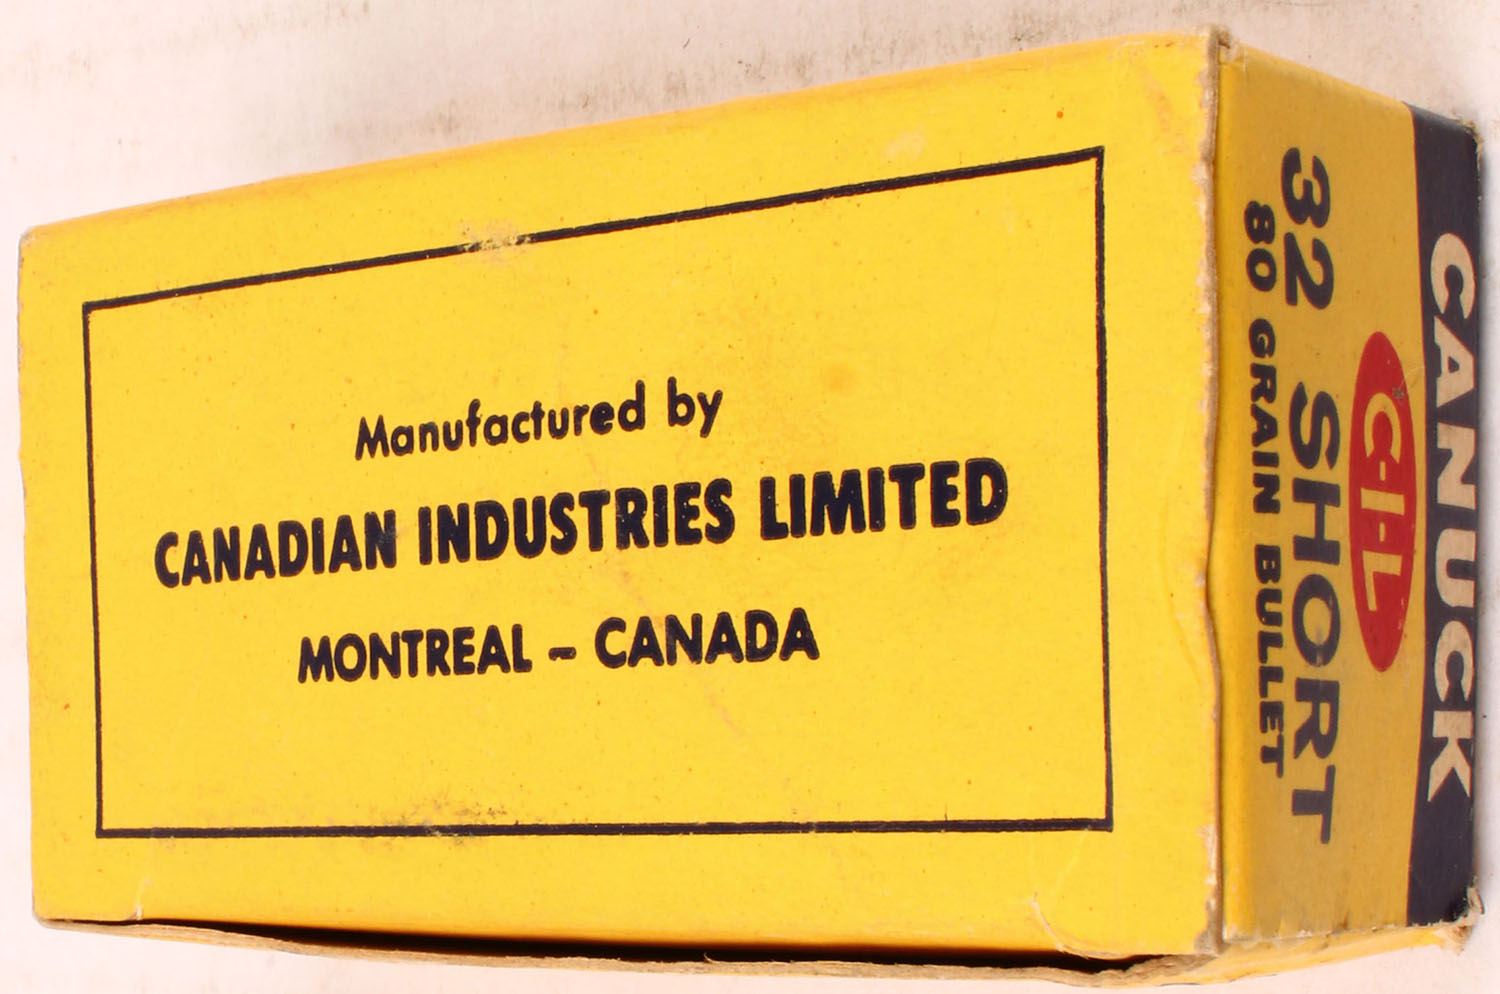 Manufactured by
CANADIAN INDUSTRIES LIMITED
MONTREAL – CANADA
CANUCK
C-I-L
32 SHORT
80 GRAIN BULLET